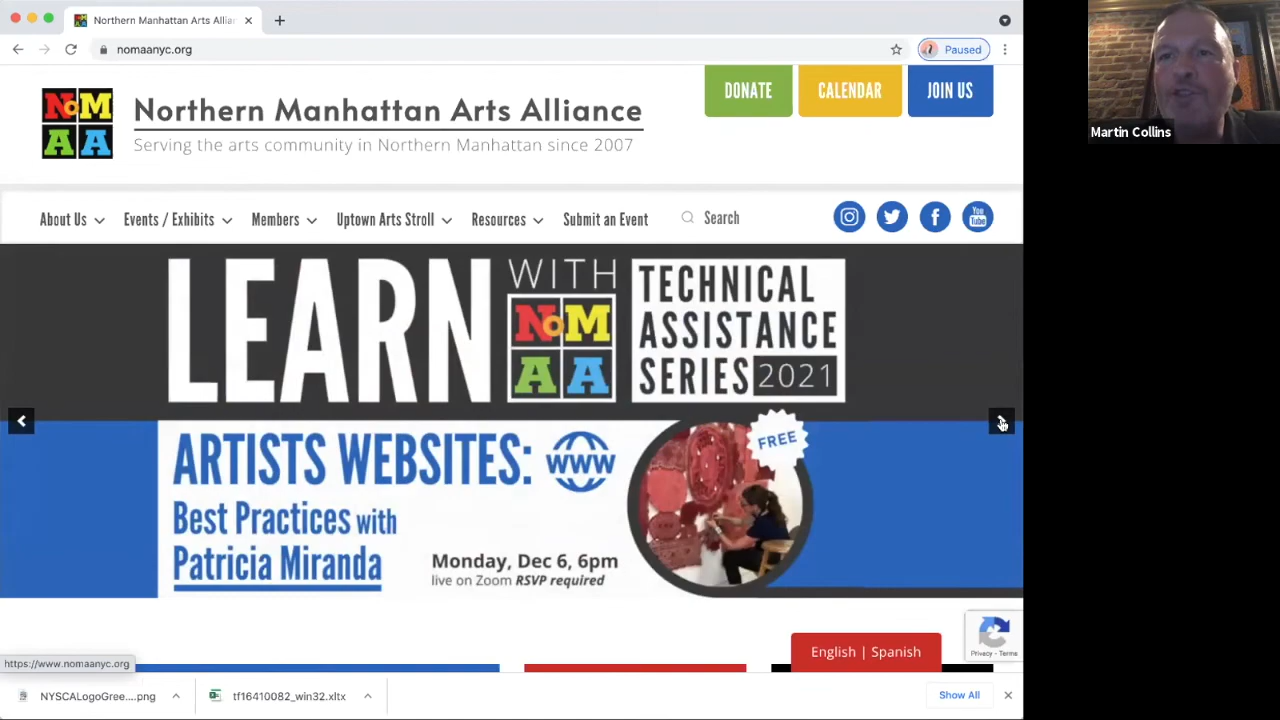 Northern Manhattan Arts Allian
nomaanyc.org
Paused
NoMAA
Northern Manhattan Arts Alliance
Serving the arts community in Northern Manhattan since 2007
DONATE
CALENDAR
JOIN US
Martin Collins
About Us
Events / Exhibits
Members
Uptown Arts Stroll
Resources
Submit an Event
Search
You Tube
LEARN WITH NoMAA
TECHNICAL
ASSISTANCE
SERIES 2021
ARTISTS WEBSITES: WWW
Best Practices with
Patricia Miranda
Monday, Dec 6, 6pm
live on Zoom RSVP required
FREE
English | Spanish
Privacy - Terms
https://www.nomaanyc.org
NYSCALogoGree....png
tf16410082_win32.xltx
Show All